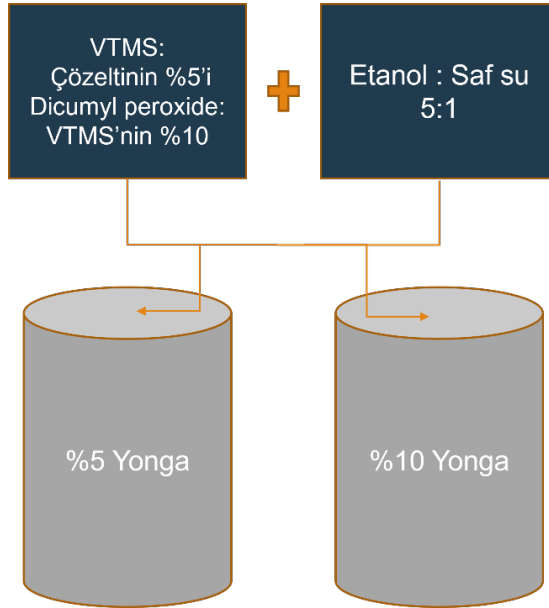 VTMS:
Çözeltinin %5’i
Dicumyl peroxide:
VTMS’nin %10
Etanol : Saf su
5:1
%5 Yonga
%10 Yonga